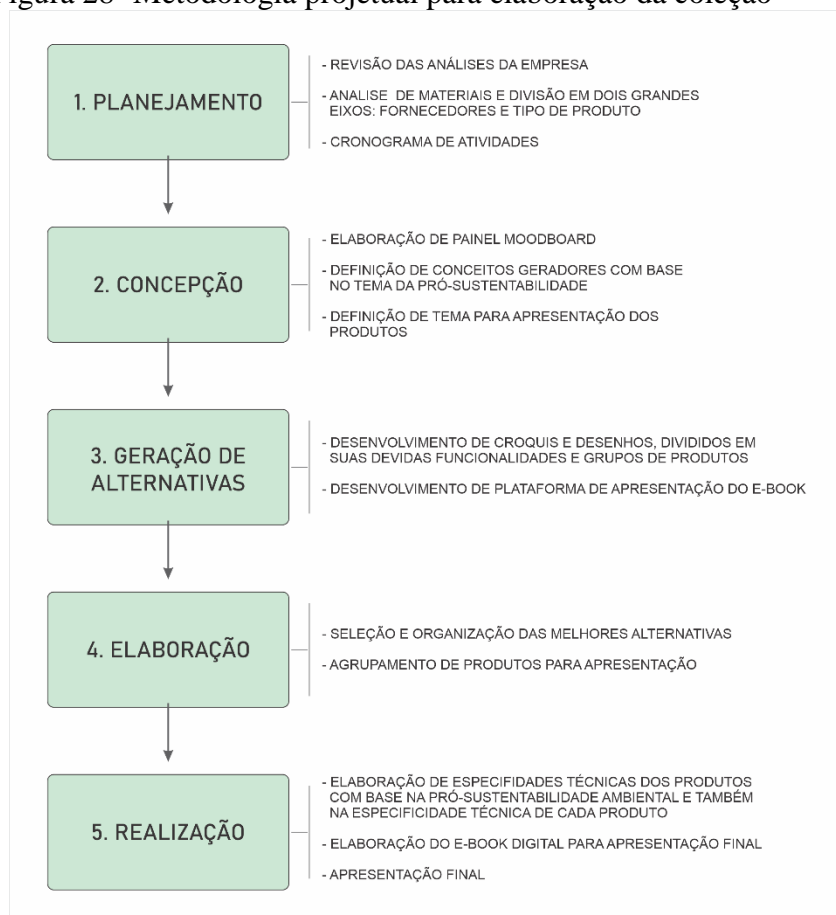 Figura 28- Metodologia projetual para elaboração da coleção
1. PLANEJAMENTO
- REVISÃO DAS ANÁLISES DA EMPRESA
- ANALISE DE MATERIAIS E DIVISÃO EM DOIS GRANDES
EIXOS: FORNECEDORES E TIPO DE PRODUTO
- CRONOGRAMA DE ATIVIDADES
2. CONCEPÇÃO
- ELABORAÇÃO DE PAINEL MOODBOARD
- DEFINIÇÃO DE CONCEITOS GERADORES COM BASE
NO TEMA DA PRÓ-SUSTENTABILIDADE
- DEFINIÇÃO DE TEMA PARA APRESENTAÇÃO DOS
PRODUTOS
3. GERAÇÃO DE
ALTERNATIVAS
- DESENVOLVIMENTO DE CROQUIS E DESENHOS, DIVIDIDOS EM
SUAS DEVIDAS FUNCIONALIDADES E GRUPOS DE PRODUTOS
- DESENVOLVIMENTO DE PLATAFORMA DE APRESENTAÇÃO DO E-BOOK
4. ELABORAÇÃO
- SELEÇÃO E ORGANIZAÇÃO DAS MELHORES ALTERNATIVAS
- AGRUPAMENTO DE PRODUTOS PARA APRESENTAÇÃO
5. REALIZAÇÃO
- ELABORAÇÃO DE ESPECIFIDADES TÉCNICAS DOS PRODUTOS
COM BASE NA PRÓ-SUSTENTABILIDADE AMBIENTAL E TAMBÉM
NA ESPECIFICIDADE TÉCNICA DE CADA PRODUTO
- ELABORAÇÃO DO E-BOOK DIGITAL PARA APRESENTAÇÃO FINAL
- APRESENTAÇÃO FINAL